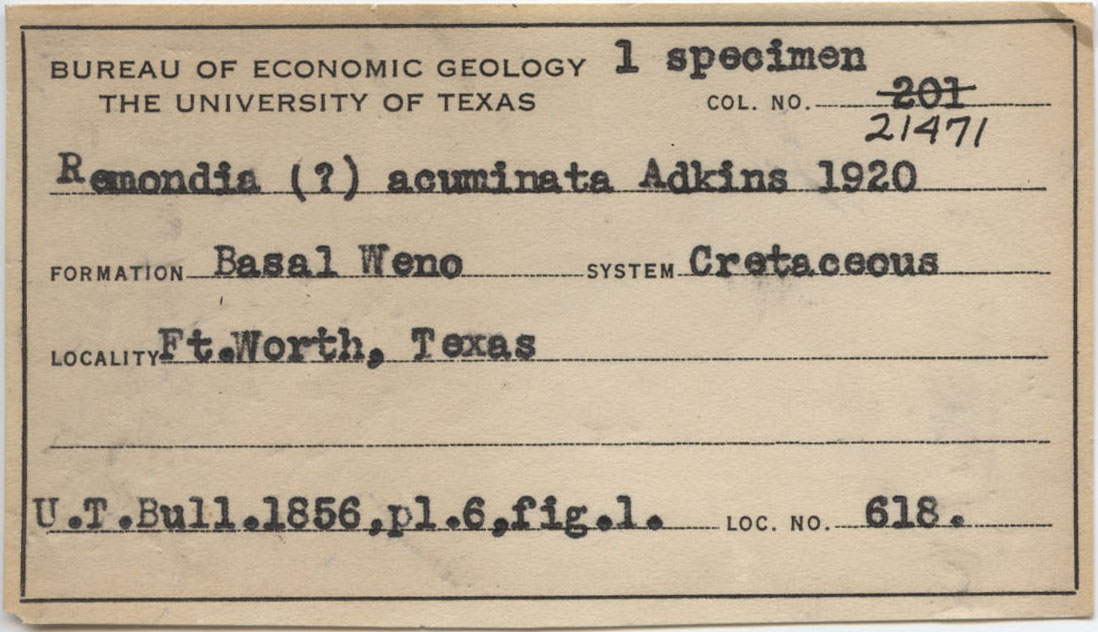 BUREAU OF ECONOMIC GEOLOGY 1 specimen
THE UNIVERSITY OF TEXAS COL. NO. 201
21471
Remondia (?) acuminata Adkins 1920
FORMATION Basal Weno SYSTEM Cretaceous
LOCALITY Ft.Worth, Texas
U.T.Bull.1856,pl.6,fig.1. LOC. NO. 618.